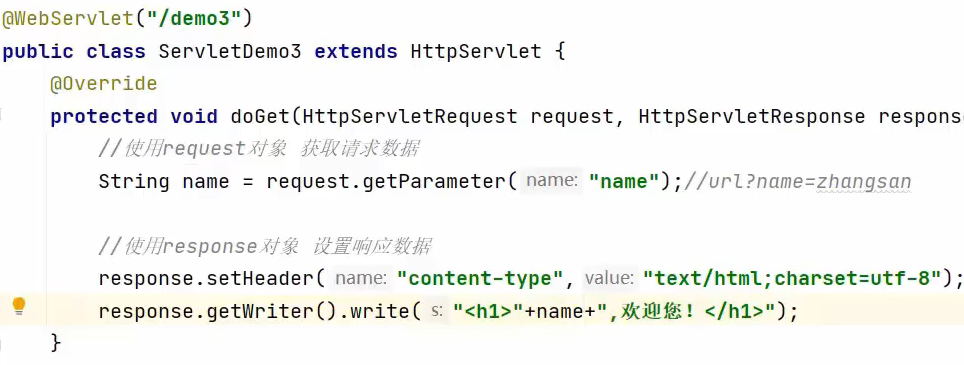 @WebServlet("/demo3")
public class ServletDemo3 extends HttpServlet {
@Override
protected void doGet(HttpServletRequest request, HttpServletResponse response
//使用request对象 获取请求数据
String name = request.getParameter( name: "name");//url?name=zhangsan
//使用response对象 设置响应数据
response.setHeader( name: "content-type", value: "text/html;charset=utf-8");
response.getWriter().write( s: "<h1>"+name+",欢迎您！</h1>");
}